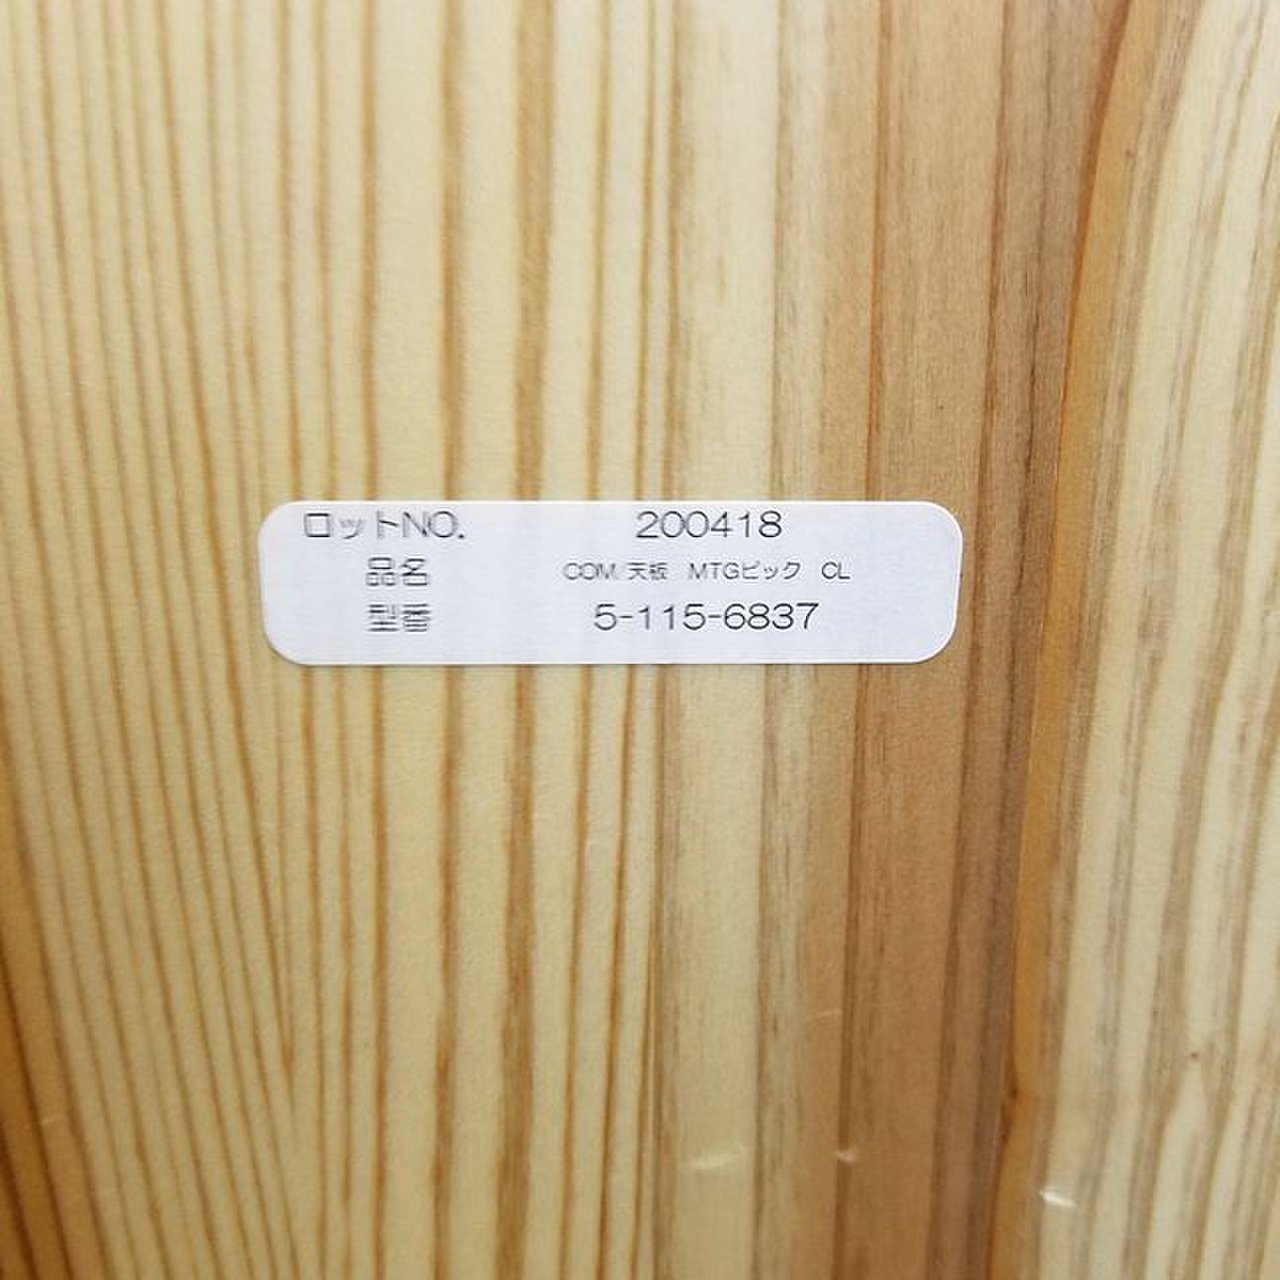 ロットNO. 200418
品名 COM 天板 MTGピック CL
型番 5-115-6837